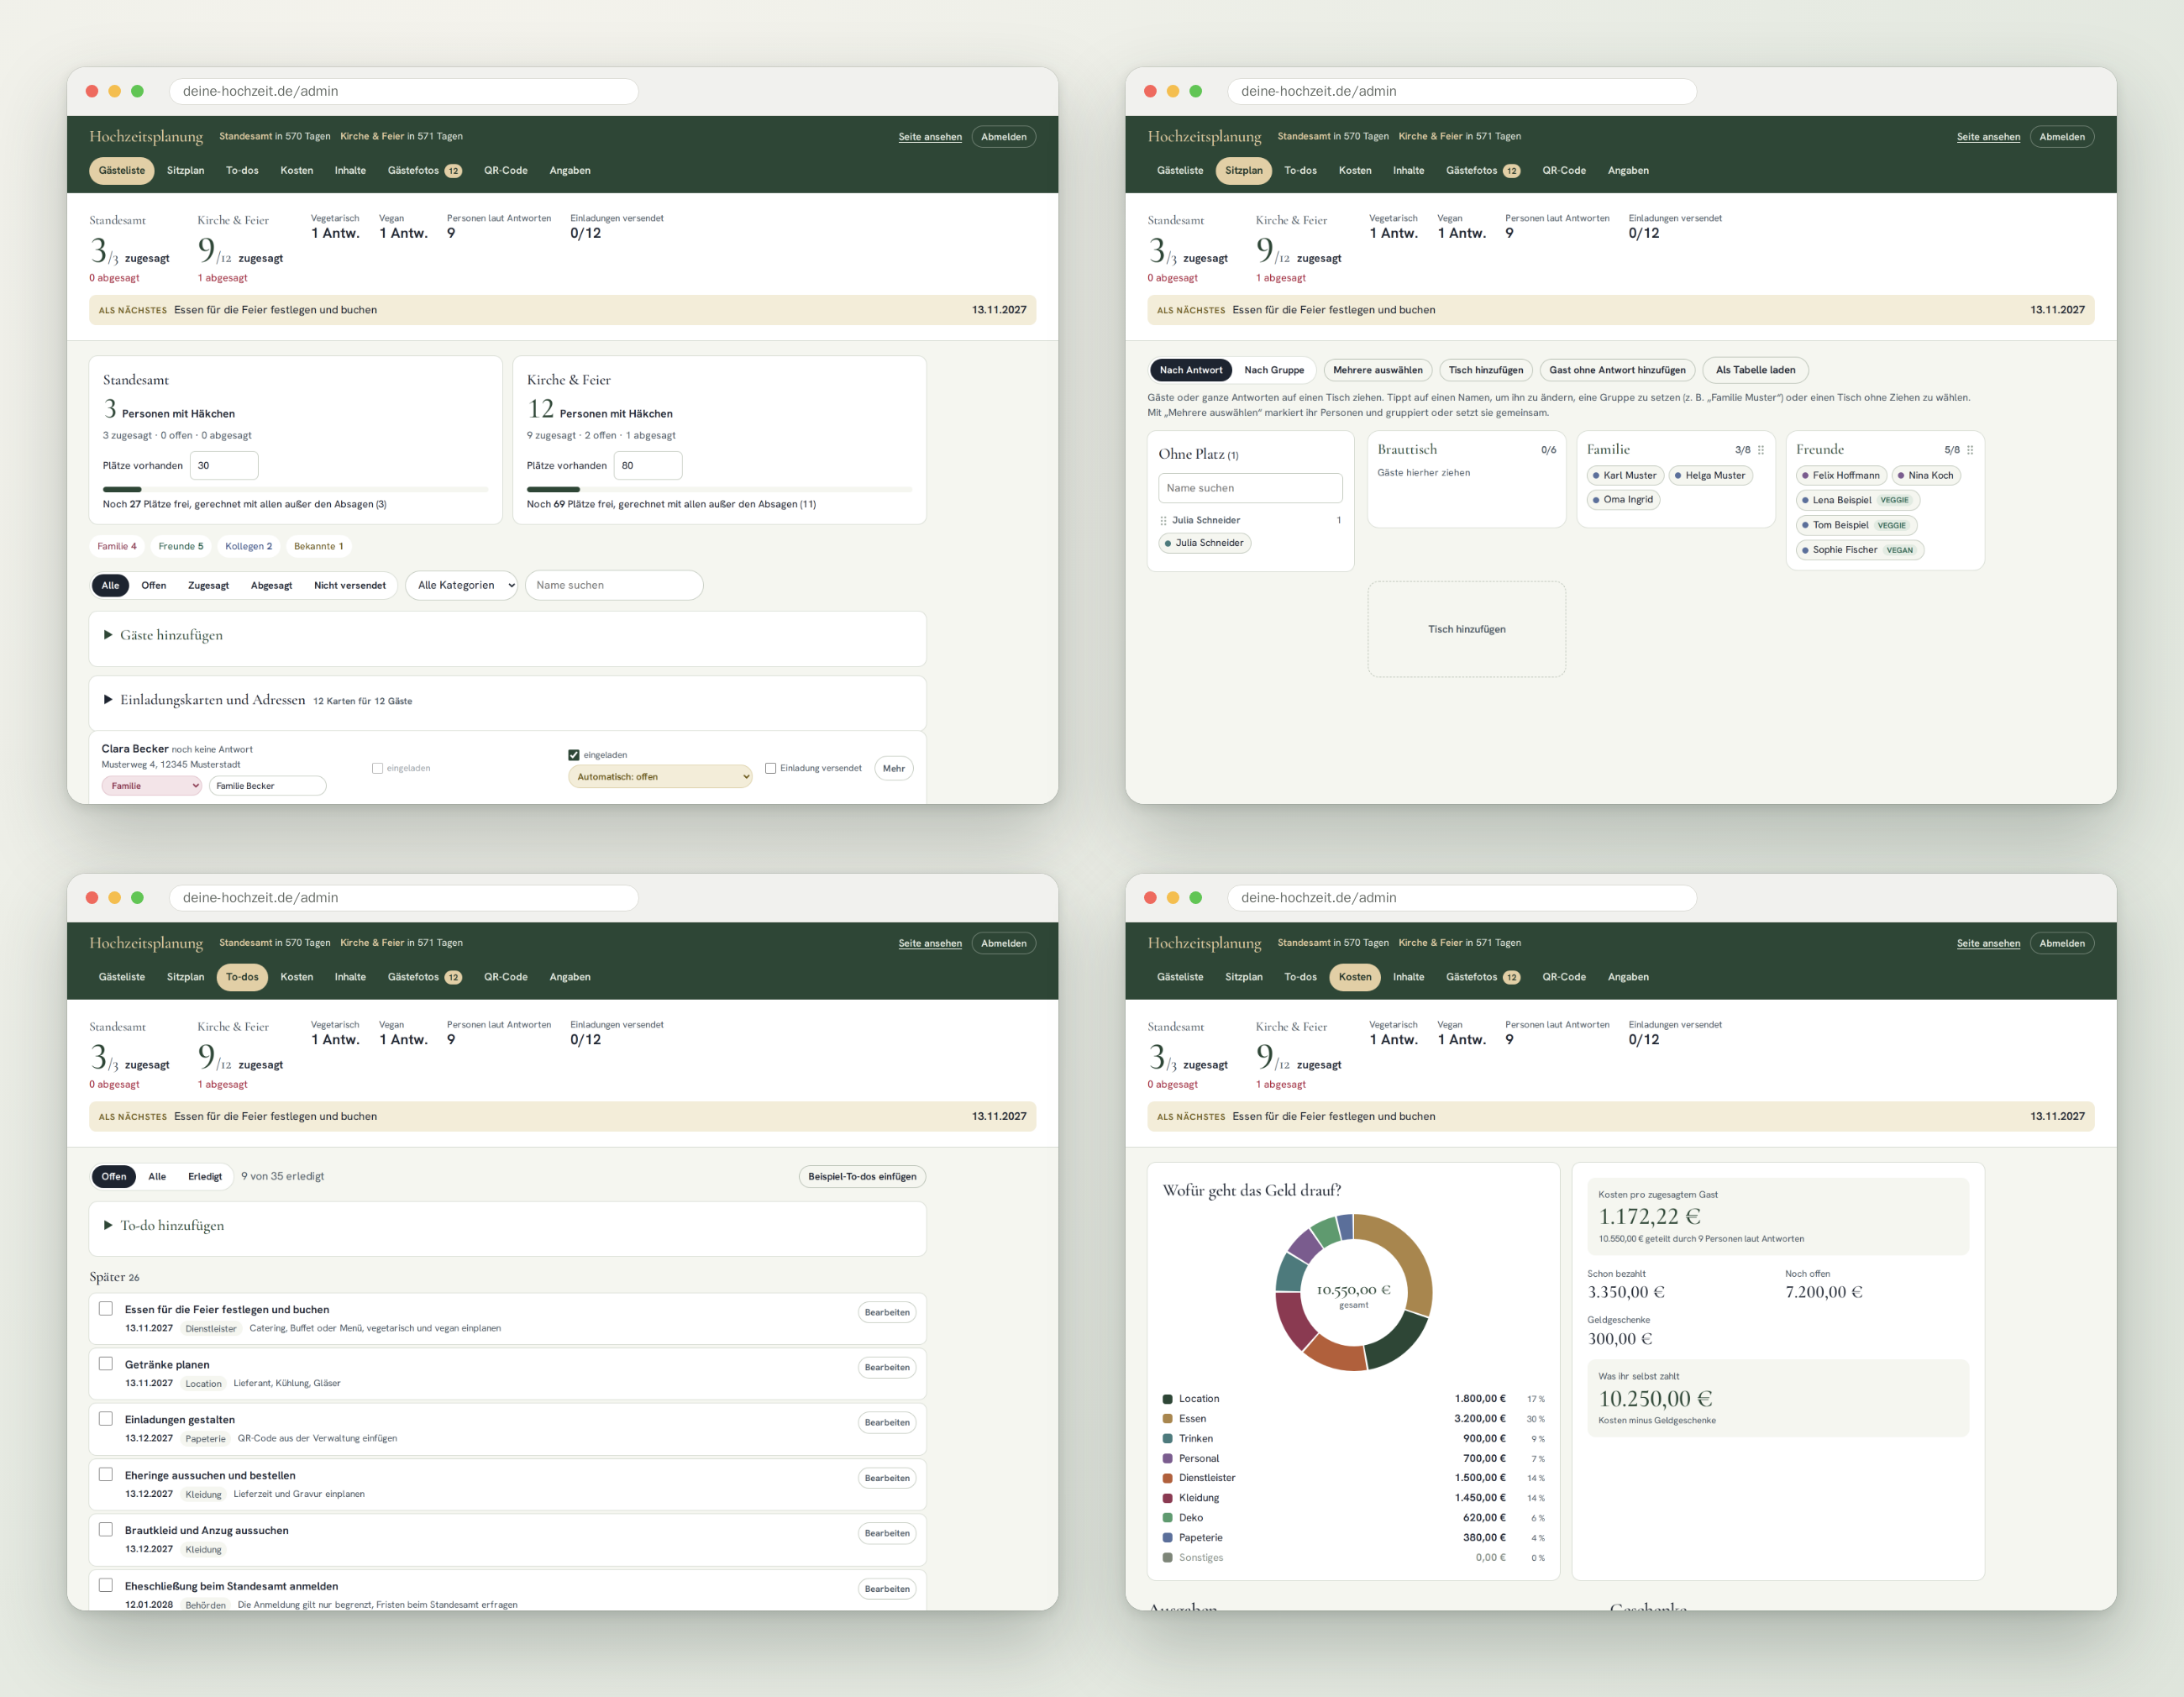 deine-hochzeit.de/admin
Hochzeitsplanung Standesamt in 570 Tagen Kirche & Feier in 571 Tagen Seite ansehen Abmelden
Gästeliste Sitzplan To-dos Kosten Inhalte Gästefotos 12 QR-Code Angaben
Standesamt Kirche & Feier Vegetarisch Vegan Personen laut Antworten Einladungen versendet
1 Antw. 1 Antw. 9 0/12
3/3 zugesagt 9/12 zugesagt
0 abgesagt 1 abgesagt
ALS NÄCHSTES Essen für die Feier festlegen und buchen 13.11.2027
Standesamt
3 Personen mit Häkchen
3 zugesagt · 0 offen · 0 abgesagt
Plätze vorhanden 30
Noch 27 Plätze frei, gerechnet mit allen außer den Absagen (3)
Kirche & Feier
12 Personen mit Häkchen
9 zugesagt · 2 offen · 1 abgesagt
Plätze vorhanden 80
Noch 69 Plätze frei, gerechnet mit allen außer den Absagen (11)
Familie 4 Freunde 5 Kollegen 2 Bekannte 1
Alle Offen Zugesagt Abgesagt Nicht versendet Alle Kategorien Name suchen
Gäste hinzufügen
Einladungskarten und Adressen 12 Karten für 12 Gäste
Clara Becker noch keine Antwort
Musterweg 4, 12345 Musterstadt
Familie Familie Becker
eingeladen
eingeladen
Automatisch: offen
Einladung versendet Mehr
deine-hochzeit.de/admin
Hochzeitsplanung Standesamt in 570 Tagen Kirche & Feier in 571 Tagen Seite ansehen Abmelden
Gästeliste Sitzplan To-dos Kosten Inhalte Gästefotos 12 QR-Code Angaben
Standesamt Kirche & Feier Vegetarisch Vegan Personen laut Antworten Einladungen versendet
1 Antw. 1 Antw. 9 0/12
3/3 zugesagt 9/12 zugesagt
0 abgesagt 1 abgesagt
ALS NÄCHSTES Essen für die Feier festlegen und buchen 13.11.2027
Nach Antwort Nach Gruppe Mehrere auswählen Tisch hinzufügen Gast ohne Antwort hinzufügen Als Tabelle laden
Gäste oder ganze Antworten auf einen Tisch ziehen. Tippt auf einen Namen, um ihn zu ändern, eine Gruppe zu setzen (z. B. „Familie Muster“) oder einen Tisch ohne Ziehen zu wählen.
Mit „Mehrere auswählen“ markiert ihr Personen und gruppiert oder setzt sie gemeinsam.
Ohne Platz (1)
Name suchen
Julia Schneider 1
Julia Schneider
Brauttisch 0/6
Gäste hierher ziehen
Familie 3/8
Karl Muster Helga Muster
Oma Ingrid
Freunde 5/8
Felix Hoffmann Nina Koch
Lena Beispiel VEGGIE
Tom Beispiel VEGGIE
Sophie Fischer VEGAN
Tisch hinzufügen
deine-hochzeit.de/admin
Hochzeitsplanung Standesamt in 570 Tagen Kirche & Feier in 571 Tagen Seite ansehen Abmelden
Gästeliste Sitzplan To-dos Kosten Inhalte Gästefotos 12 QR-Code Angaben
Standesamt Kirche & Feier Vegetarisch Vegan Personen laut Antworten Einladungen versendet
1 Antw. 1 Antw. 9 0/12
3/3 zugesagt 9/12 zugesagt
0 abgesagt 1 abgesagt
ALS NÄCHSTES Essen für die Feier festlegen und buchen 13.11.2027
Offen Alle Erledigt 9 von 35 erledigt Beispiel-To-dos einfügen
To-do hinzufügen
Später 26
Essen für die Feier festlegen und buchen Bearbeiten
13.11.2027 Dienstleister Catering, Buffet oder Menü, vegetarisch und vegan einplanen
Getränke planen Bearbeiten
13.11.2027 Location Lieferant, Kühlung, Gläser
Einladungen gestalten Bearbeiten
13.12.2027 Papeterie QR-Code aus der Verwaltung einfügen
Eheringe aussuchen und bestellen Bearbeiten
13.12.2027 Kleidung Lieferzeit und Gravur einplanen
Brautkleid und Anzug aussuchen Bearbeiten
13.12.2027 Kleidung
Eheschließung beim Standesamt anmelden Bearbeiten
12.01.2028 Behörden Die Anmeldung gilt nur begrenzt, Fristen beim Standesamt erfragen
deine-hochzeit.de/admin
Hochzeitsplanung Standesamt in 570 Tagen Kirche & Feier in 571 Tagen Seite ansehen Abmelden
Gästeliste Sitzplan To-dos Kosten Inhalte Gästefotos 12 QR-Code Angaben
Standesamt Kirche & Feier Vegetarisch Vegan Personen laut Antworten Einladungen versendet
1 Antw. 1 Antw. 9 0/12
3/3 zugesagt 9/12 zugesagt
0 abgesagt 1 abgesagt
ALS NÄCHSTES Essen für die Feier festlegen und buchen 13.11.2027
Wofür geht das Geld drauf?
10.550,00 €
gesamt
Location 1.800,00 € 17 %
Essen 3.200,00 € 30 %
Trinken 900,00 € 9 %
Personal 700,00 € 7 %
Dienstleister 1.500,00 € 14 %
Kleidung 1.450,00 € 14 %
Deko 620,00 € 6 %
Papeterie 380,00 € 4 %
Sonstiges 0,00 € 0 %
Kosten pro zugesagtem Gast
1.172,22 €
10.550,00 € geteilt durch 9 Personen laut Antworten
Schon bezahlt Noch offen
3.350,00 € 7.200,00 €
Geldgeschenke
300,00 €
Was ihr selbst zahlt
10.250,00 €
Kosten minus Geldgeschenke
Ausgaben Geschenke